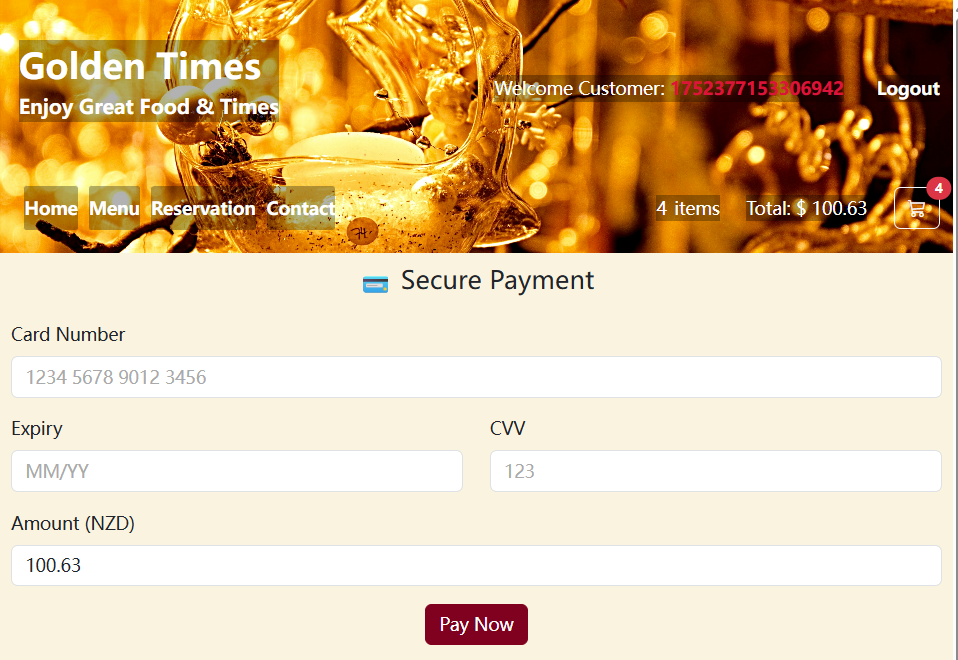 Golden Times
Enjoy Great Food & Times
Welcome Customer: 1752377153306942 Logout
Home Menu Reservation Contact
4 items Total: $ 100.63 4
Secure Payment
Card Number
1234 5678 9012 3456
Expiry CVV
MM/YY 123
Amount (NZD)
100.63
Pay Now